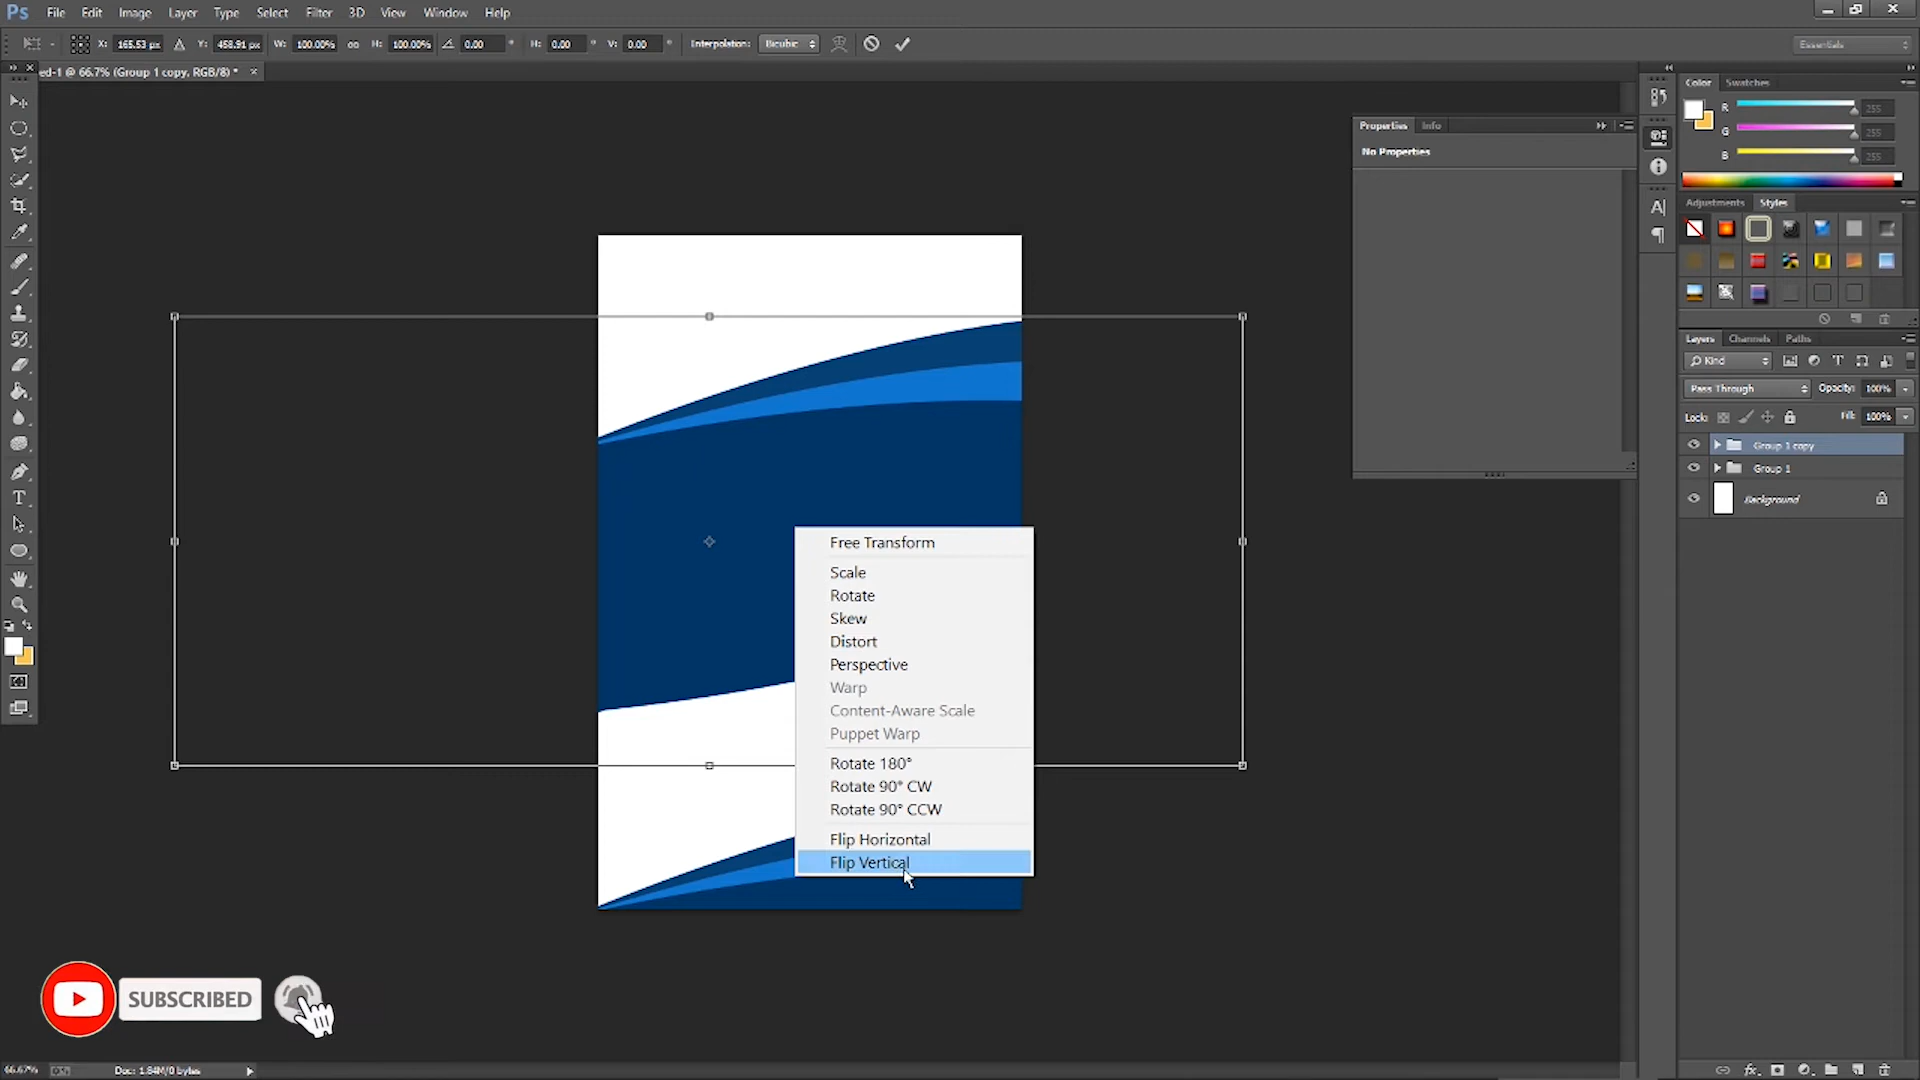 Ps File Edit Image Layer Type Select Filter 3D View Window Help
X: 165.53 px Y: 458.91 px W: 100.00% H: 100.00% 0.00 ° H: 0.00 ° V: 0.00 ° Interpolation: Bicubic Essentials
ed-1 @ 66.7% (Group 1 copy, RGB/8) * ×
Color Swatches
R 255
G 255
B 255
Properties Info
No Properties
Adjustments Styles
Layers Channels Paths
Kind
Pass Through Opacity: 100%
Lock: Fill: 100%
Group 1 copy
Group 1
Background
Free Transform
Scale
Rotate
Skew
Distort
Perspective
Warp
Content-Aware Scale
Puppet Warp
Rotate 180°
Rotate 90° CW
Rotate 90° CCW
Flip Horizontal
Flip Vertical
SUBSCRIBED
66.67% Doc: 1.84M/0 bytes